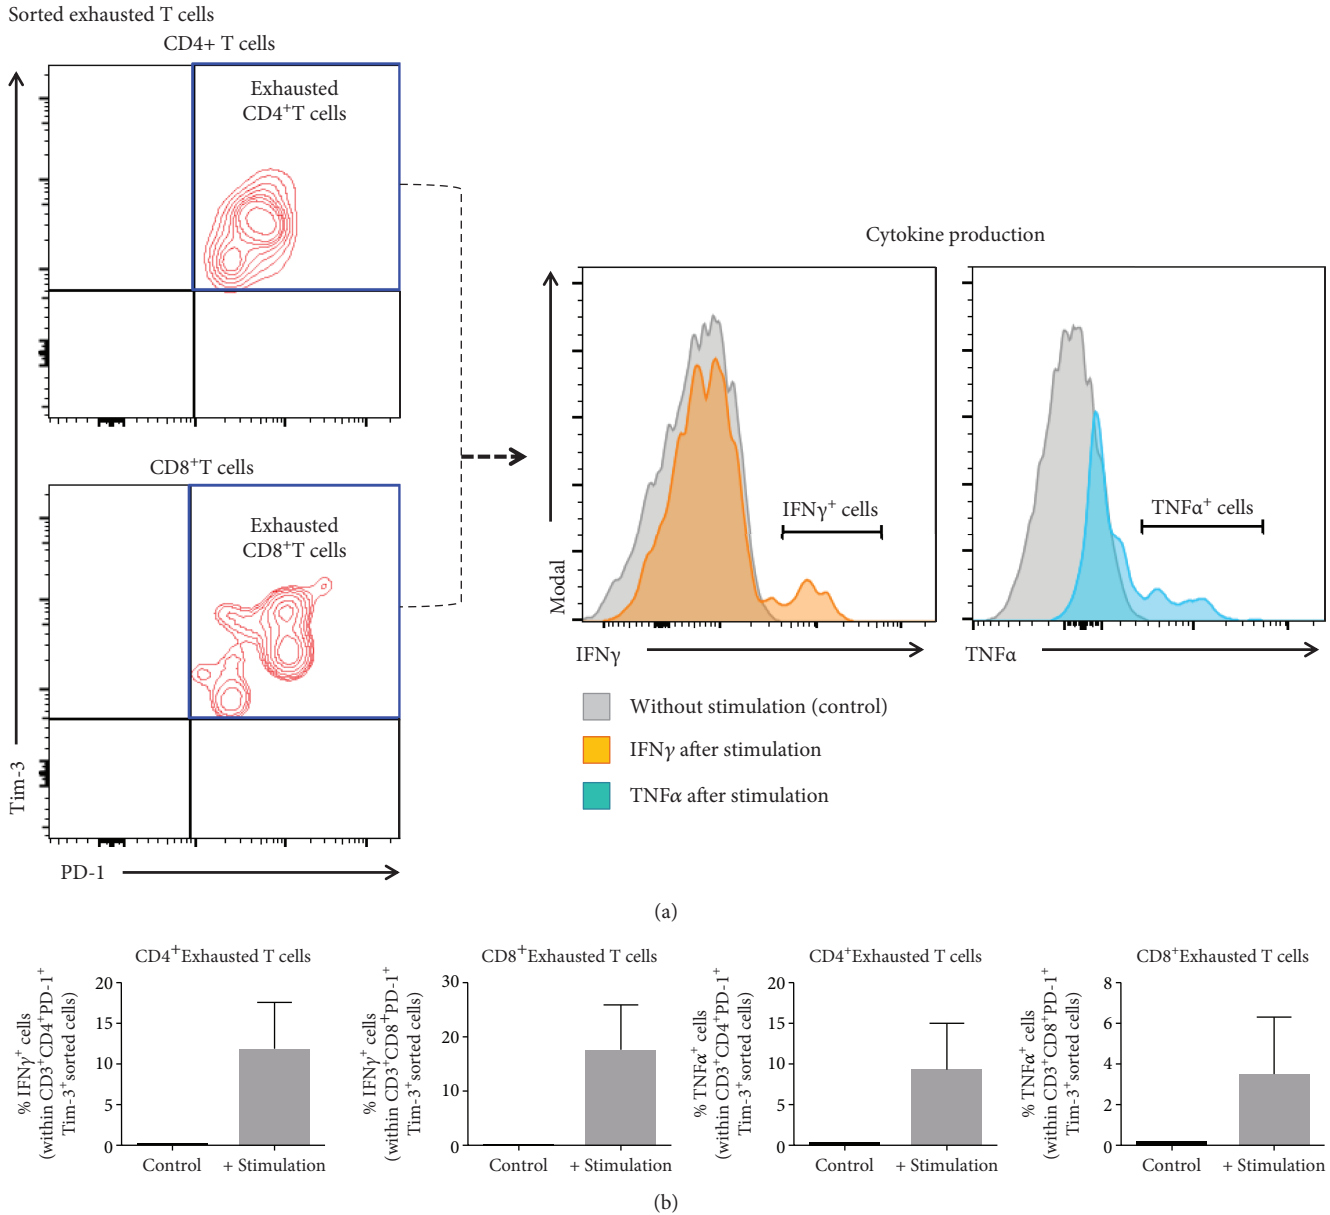 Sorted exhausted T cells
CD4+ T cells
Exhausted
CD4⁺T cells
CD8⁺T cells
Exhausted
CD8⁺T cells
Tim-3
PD-1
Cytokine production
Modal
IFNγ⁺ cells
IFNγ
TNFα⁺ cells
TNFα
Without stimulation (control)
IFNγ after stimulation
TNFα after stimulation
(a)
CD4⁺Exhausted T cells
% IFNγ⁺ cells
(within CD3⁺CD4⁺PD-1⁺
Tim-3⁺sorted cells)
20
15
10
5
0
Control
+ Stimulation
CD8⁺Exhausted T cells
% IFNγ⁺ cells
(within CD3⁺CD8⁺PD-1⁺
Tim-3⁺sorted cells)
30
20
10
0
Control
+ Stimulation
CD4⁺Exhausted T cells
% TNFα⁺ cells
(within CD3⁺CD4⁺PD-1⁺
Tim-3⁺sorted cells)
20
15
10
5
0
Control
+ Stimulation
CD8⁺Exhausted T cells
% TNFα⁺ cells
(within CD3⁺CD8⁺PD-1⁺
Tim-3⁺sorted cells)
8
6
4
2
0
Control
+ Stimulation
(b)